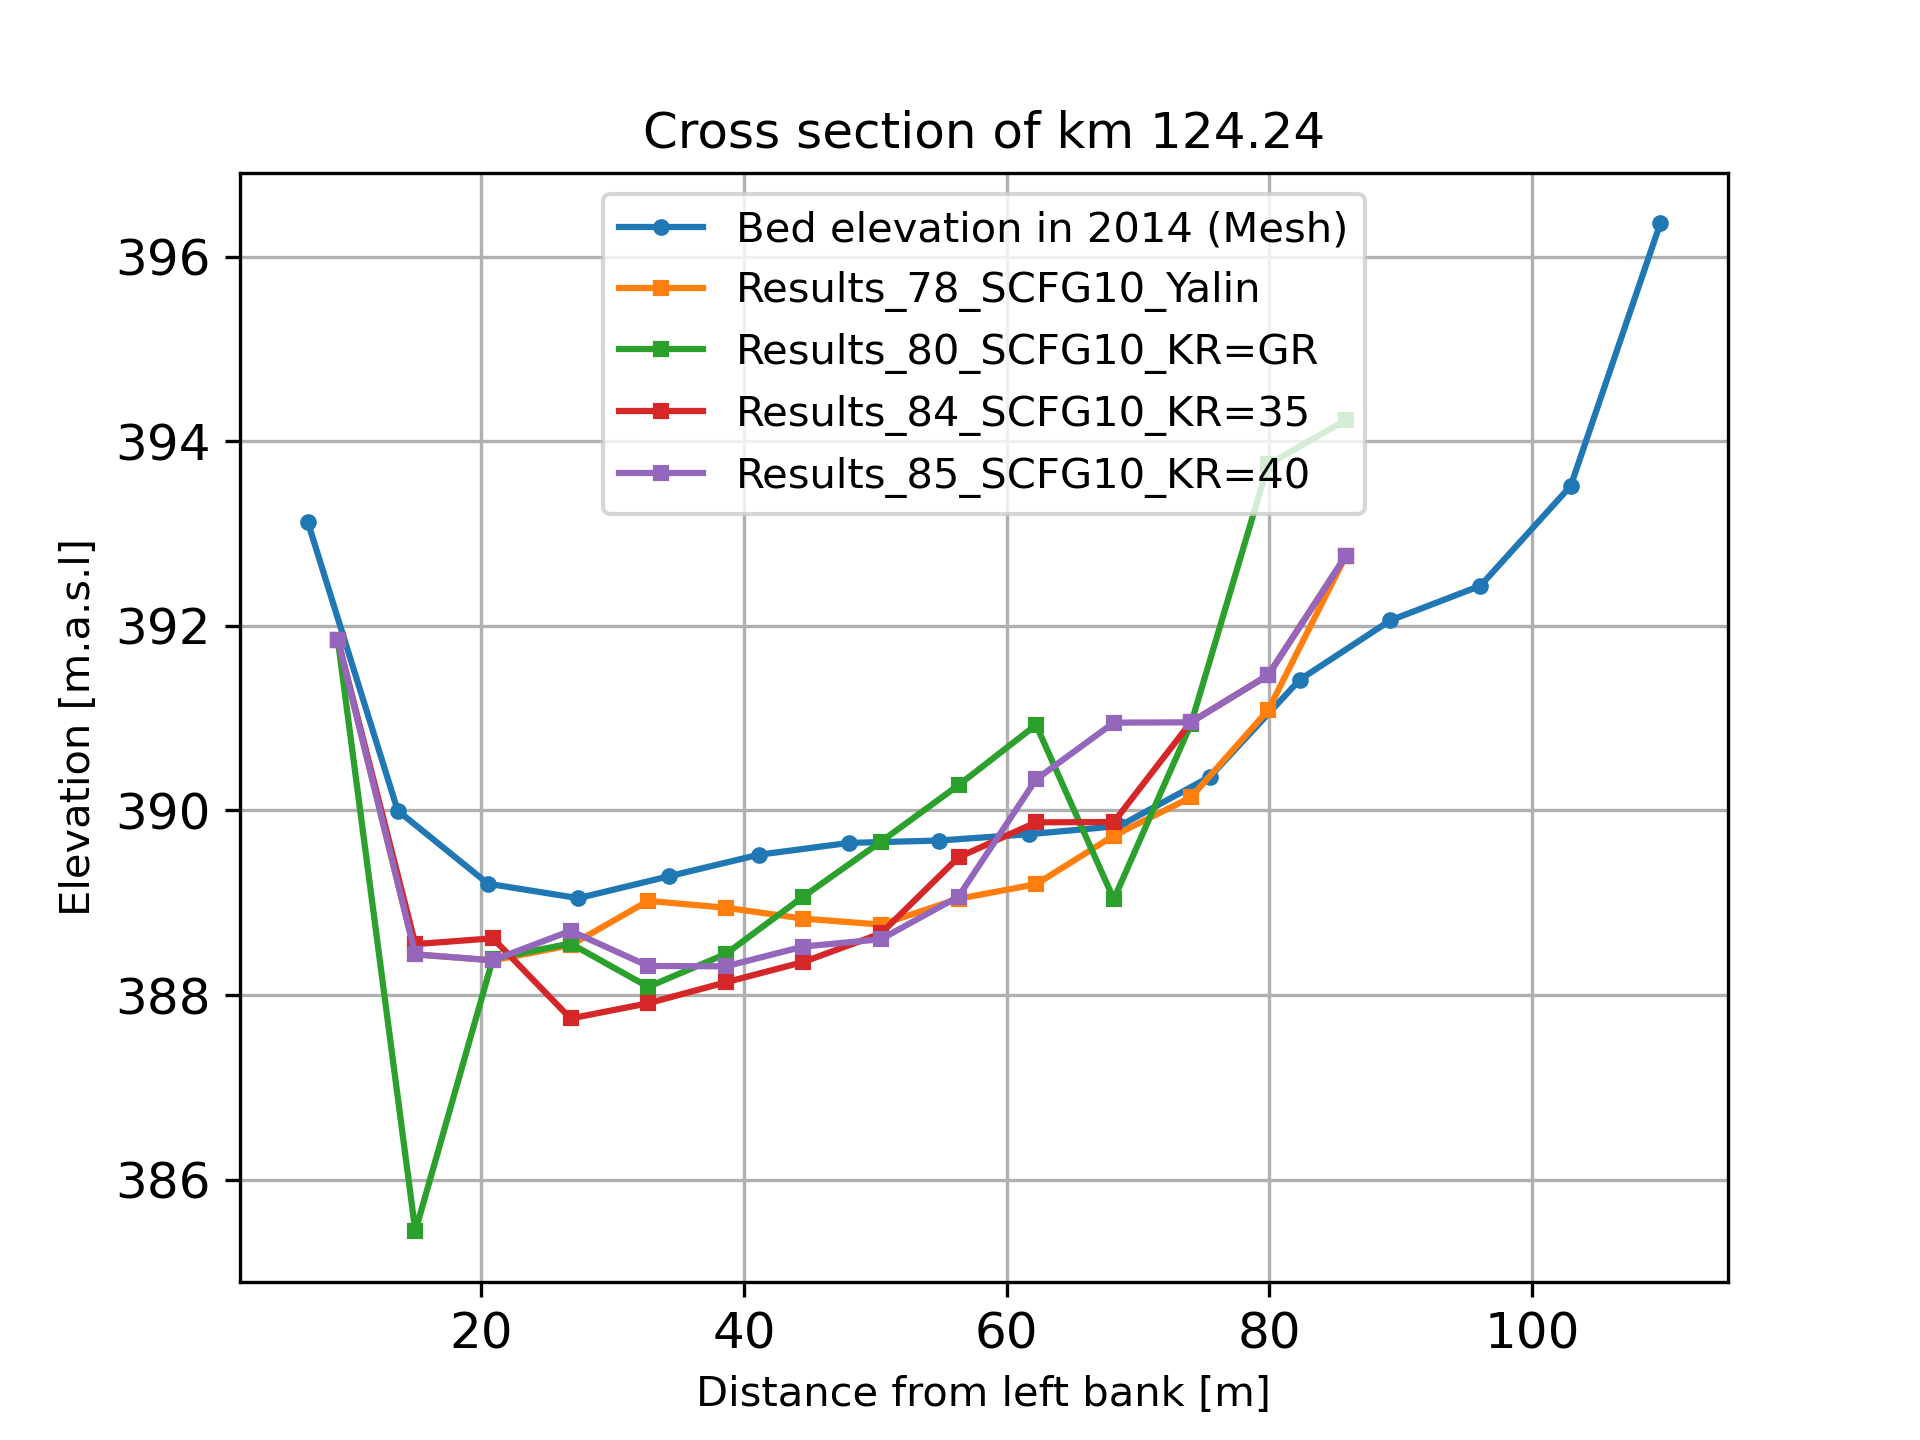 Cross section of km 124.24
Bed elevation in 2014 (Mesh)
Results_78_SCFG10_Yalin
Results_80_SCFG10_KR=GR
Results_84_SCFG10_KR=35
Results_85_SCFG10_KR=40
Elevation [m.a.s.l]
396
394
392
390
388
386
20 40 60 80 100
Distance from left bank [m]